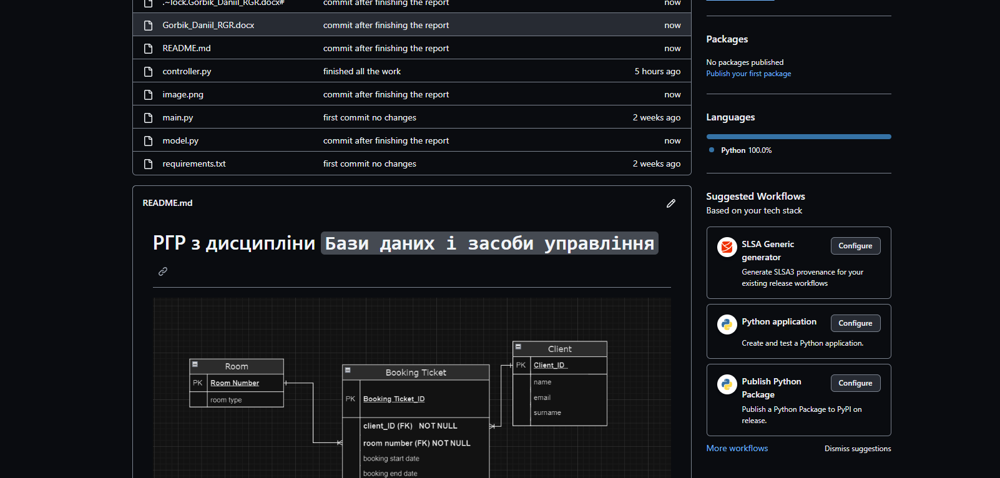 .~lock.Gorbik_Daniil_RGR.docx# commit after finishing the report now
Gorbik_Daniil_RGR.docx commit after finishing the report now
README.md commit after finishing the report now
controller.py finished all the work 5 hours ago
image.png commit after finishing the report now
main.py first commit no changes 2 weeks ago
model.py commit after finishing the report now
requirements.txt first commit no changes 2 weeks ago
README.md
РГР з дисципліни Бази даних і засоби управління
Room
PK Room Number
room type
Booking Ticket
PK Booking Ticket_ID
client_ID (FK) NOT NULL
room number (FK) NOT NULL
booking start date
booking end date
Client
PK Client_ID
name
email
surname
Packages
No packages published
Publish your first package
Languages
Python 100.0%
Suggested Workflows
Based on your tech stack
SLSA Generic
generator
Configure
Generate SLSA3 provenance for your
existing release workflows
Python application
Configure
Create and test a Python application.
Publish Python
Package
Configure
Publish a Python Package to PyPI on
release.
More workflows
Dismiss suggestions